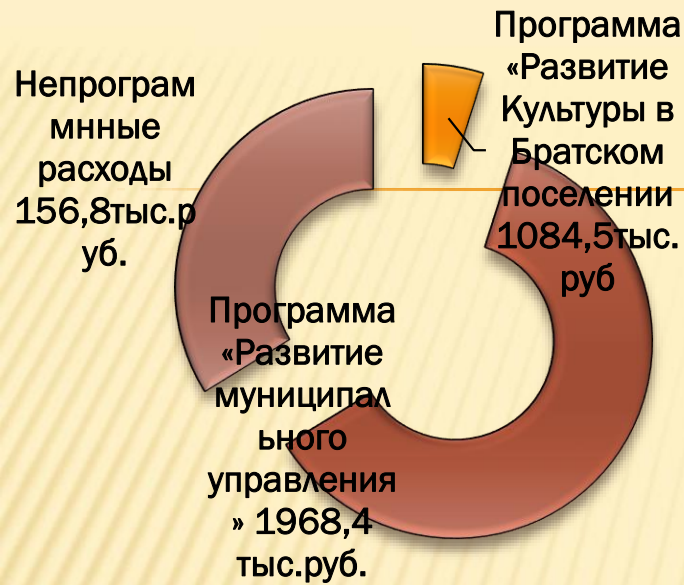 Программа
«Развитие
Культуры в
Братском
поселении
1084,5тыс.
руб
Непрограм
мнные
расходы
156,8тыс.р
уб.
Программа
«Развитие
муниципал
ьного
управления
» 1968,4
тыс.руб.